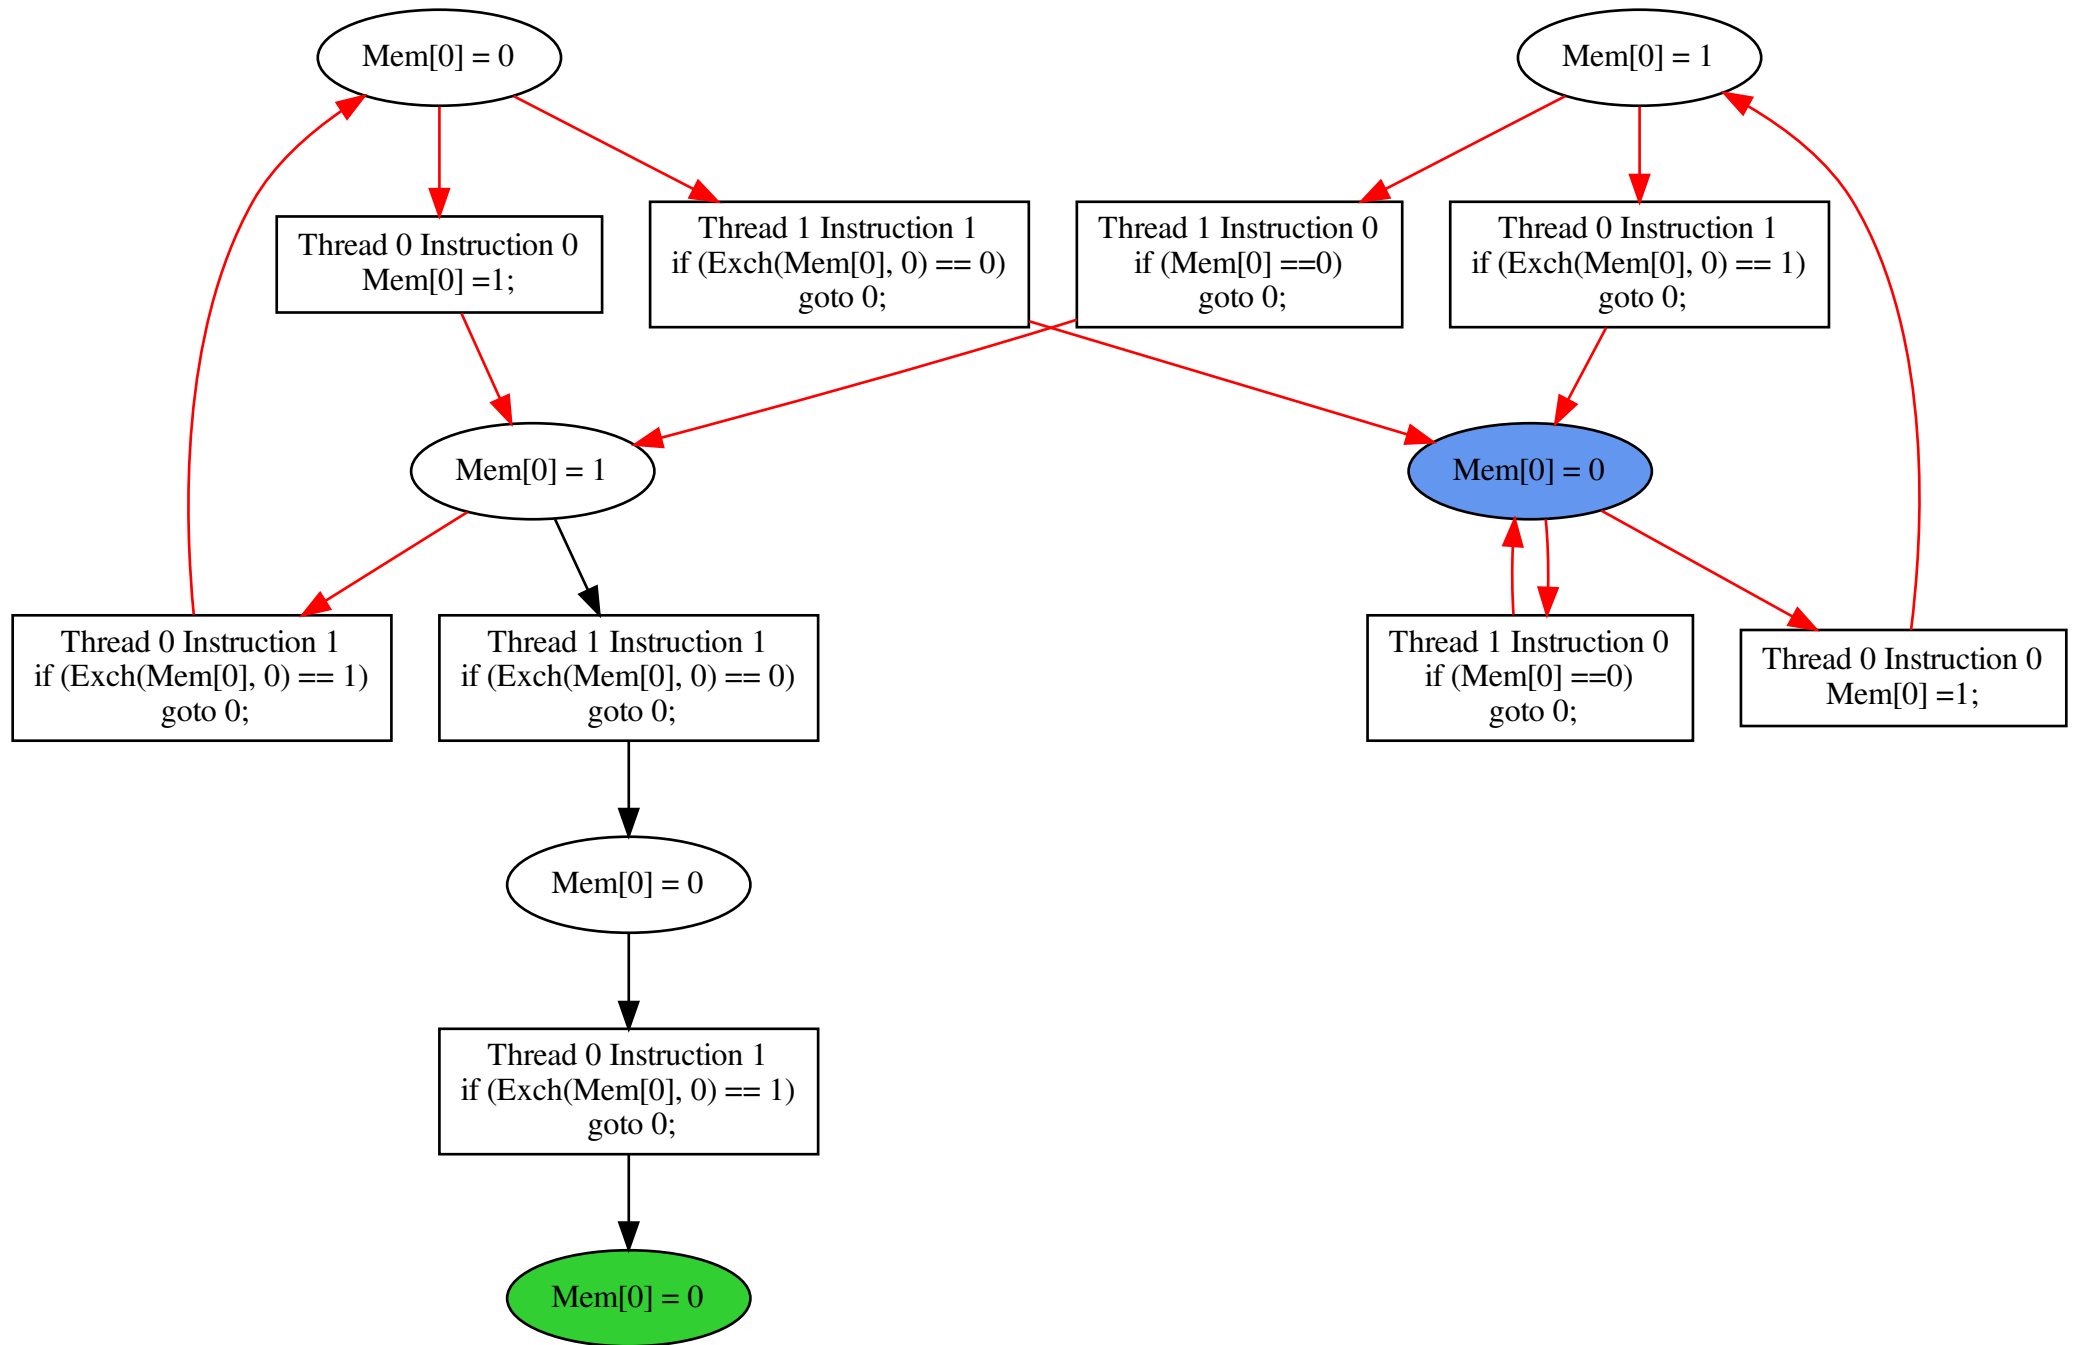 Mem[0] = 0
Mem[0] = 1
Thread 0 Instruction 0
Mem[0] =1;
Thread 1 Instruction 1
if (Exch(Mem[0], 0) == 0)
goto 0;
Thread 1 Instruction 0
if (Mem[0] ==0)
goto 0;
Thread 0 Instruction 1
if (Exch(Mem[0], 0) == 1)
goto 0;
Mem[0] = 1
Mem[0] = 0
Thread 0 Instruction 1
if (Exch(Mem[0], 0) == 1)
goto 0;
Thread 1 Instruction 1
if (Exch(Mem[0], 0) == 0)
goto 0;
Thread 1 Instruction 0
if (Mem[0] ==0)
goto 0;
Thread 0 Instruction 0
Mem[0] =1;
Mem[0] = 0
Thread 0 Instruction 1
if (Exch(Mem[0], 0) == 1)
goto 0;
Mem[0] = 0